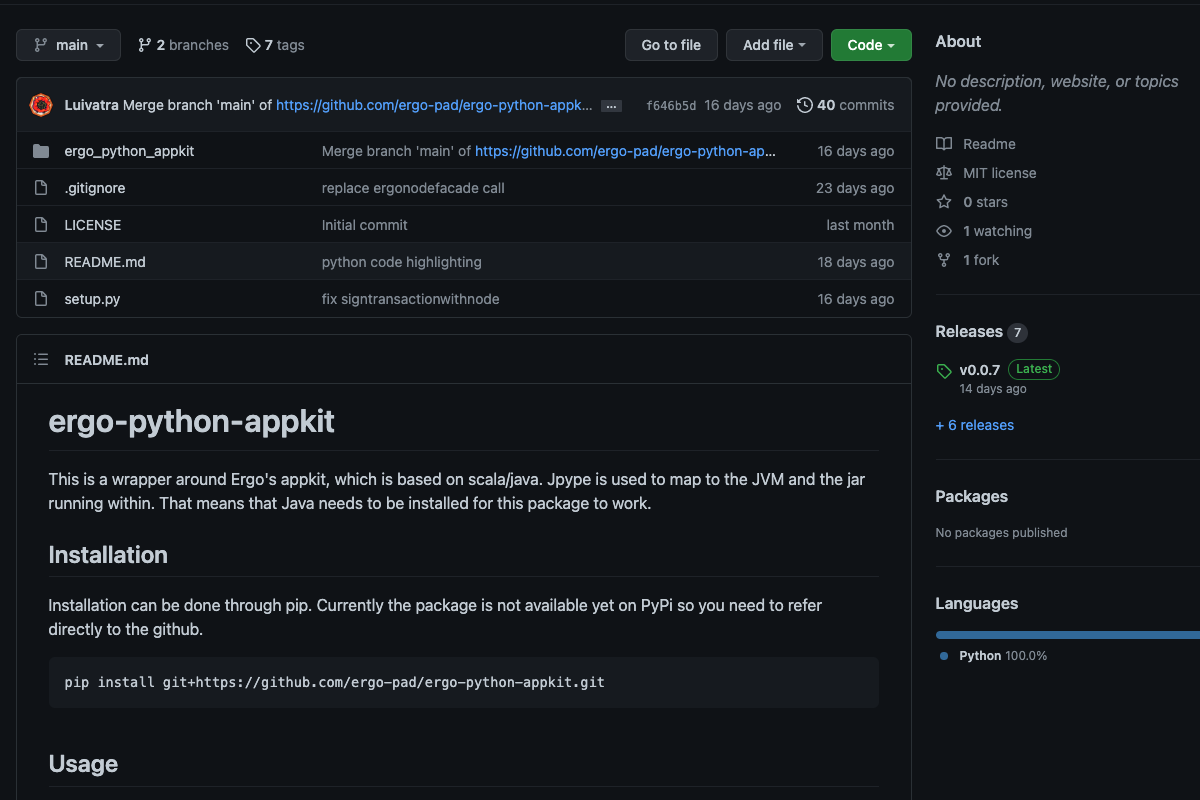 main
2 branches
7 tags
Go to file
Add file
Code
Luivatra Merge branch 'main' of https://github.com/ergo-pad/ergo-python-appk... ...
f646b5d 16 days ago
40 commits
ergo_python_appkit
Merge branch 'main' of https://github.com/ergo-pad/ergo-python-ap...
16 days ago
.gitignore
replace ergonodefacade call
23 days ago
LICENSE
Initial commit
last month
README.md
python code highlighting
18 days ago
setup.py
fix signtransactionwithnode
16 days ago
README.md
ergo-python-appkit
This is a wrapper around Ergo's appkit, which is based on scala/java. Jpype is used to map to the JVM and the jar
running within. That means that Java needs to be installed for this package to work.
Installation
Installation can be done through pip. Currently the package is not available yet on PyPi so you need to refer
directly to the github.
pip install git+https://github.com/ergo-pad/ergo-python-appkit.git
Usage
About
No description, website, or topics
provided.
Readme
MIT license
0 stars
1 watching
1 fork
Releases 7
v0.0.7 Latest
14 days ago
+ 6 releases
Packages
No packages published
Languages
Python 100.0%